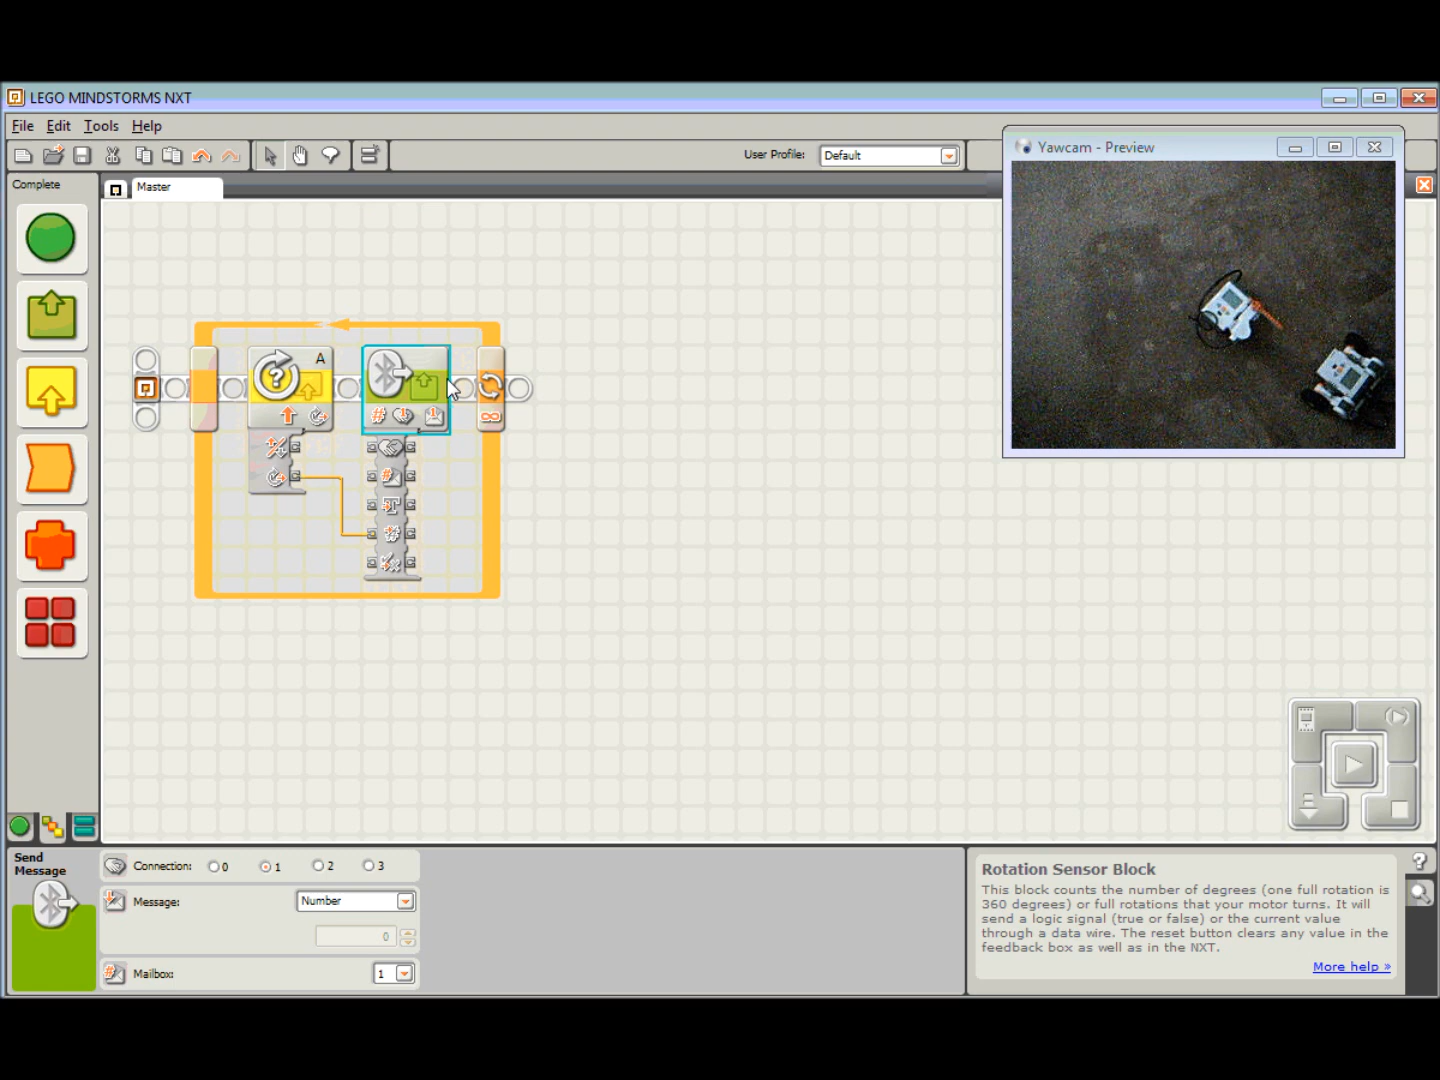 LEGO MINDSTORMS NXT
File Edit Tools Help
User Profile: Default
Yawcam - Preview
Complete
Master
A
Send
Message
Connection: 0 1 2 3
Message: Number
0
Mailbox: 1
Rotation Sensor Block
This block counts the number of degrees (one full rotation is
360 degrees) or full rotations that your motor turns. It will
send a logic signal (true or false) or the current value
through a data wire. The reset button clears any value in the
feedback box as well as in the NXT.
More help »